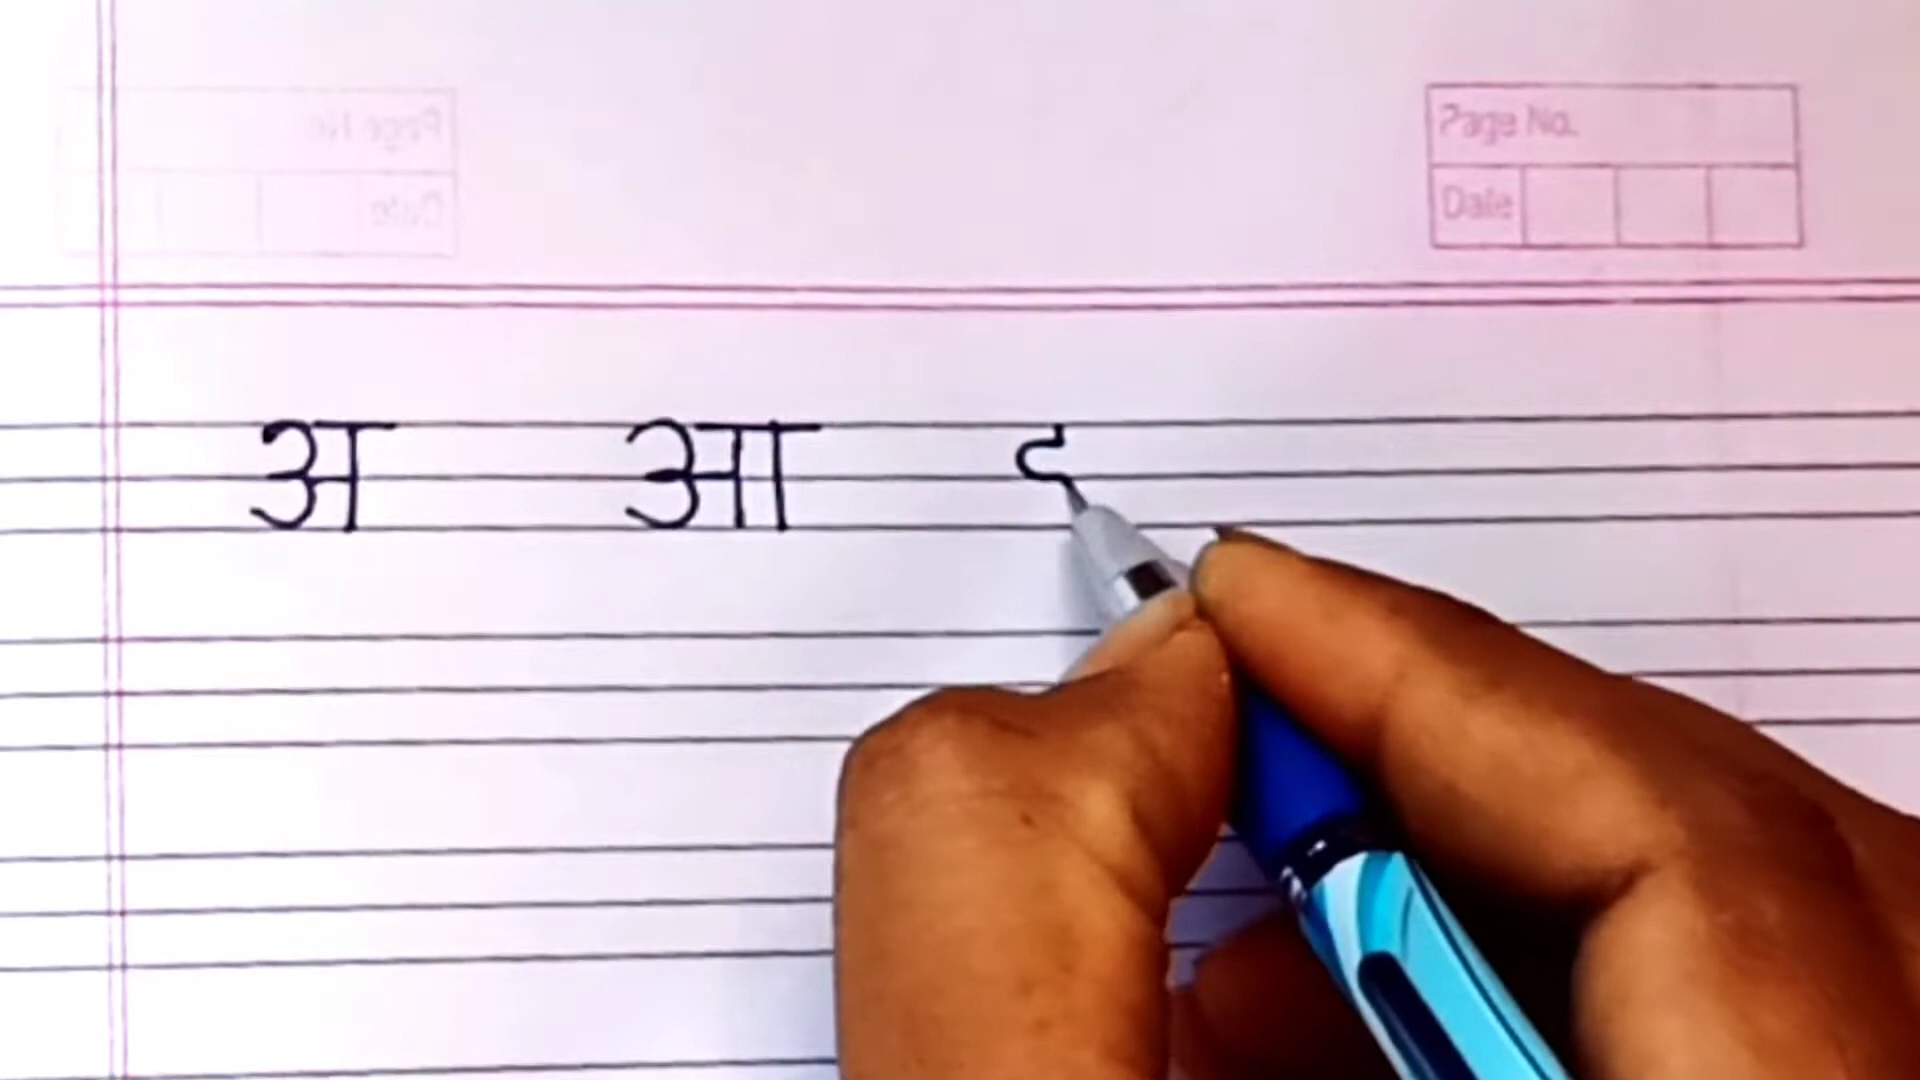 Page No.
Date
अ आ